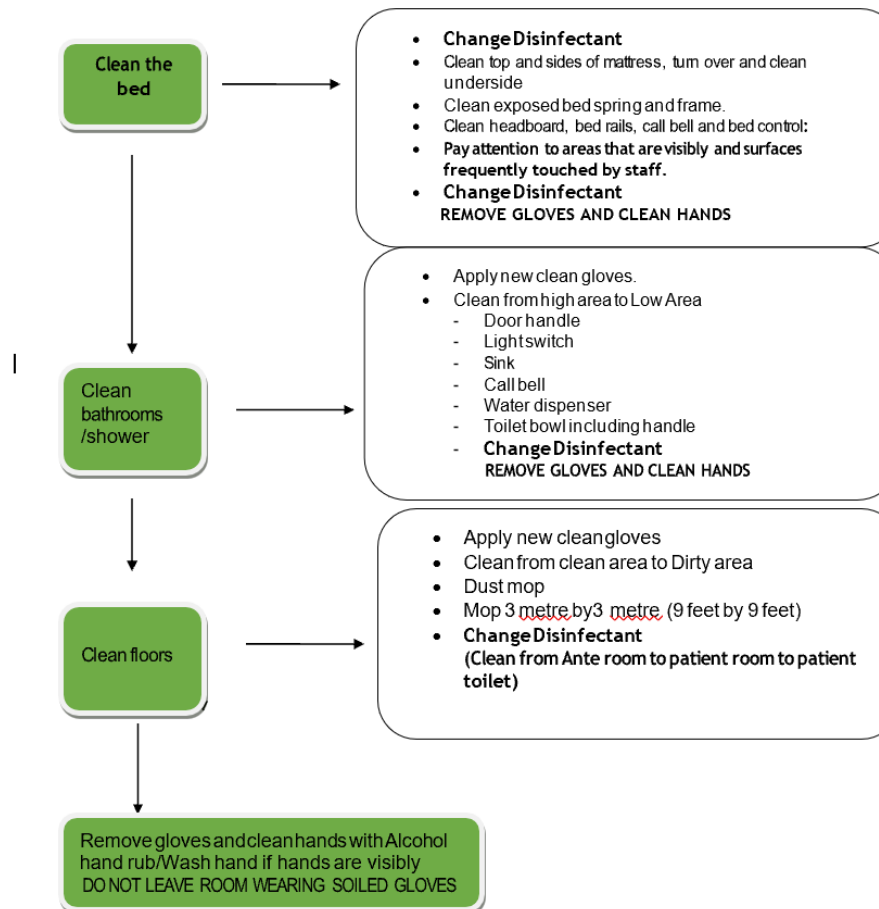 Clean the
bed
• Change Disinfectant
• Clean top and sides of mattress, turn over and clean
underside
• Clean exposed bed spring and frame.
• Clean headboard, bed rails, call bell and bed control:
• Pay attention to areas that are visibly and surfaces
frequently touched by staff.
• Change Disinfectant
REMOVE GLOVES AND CLEAN HANDS
Clean
bathrooms
/shower
• Apply new clean gloves.
• Clean from high area to Low Area
- Door handle
- Light switch
- Sink
- Call bell
- Water dispenser
- Toilet bowl including handle
- Change Disinfectant
REMOVE GLOVES AND CLEAN HANDS
Clean floors
• Apply new clean gloves
• Clean from clean area to Dirty area
• Dust mop
• Mop 3 metre by3 metre (9 feet by 9 feet)
• Change Disinfectant
(Clean from Ante room to patient room to patient
toilet)
Remove gloves and clean hands with Alcohol
hand rub/Wash hand if hands are visibly
DO NOT LEAVE ROOM WEARING SOILED GLOVES